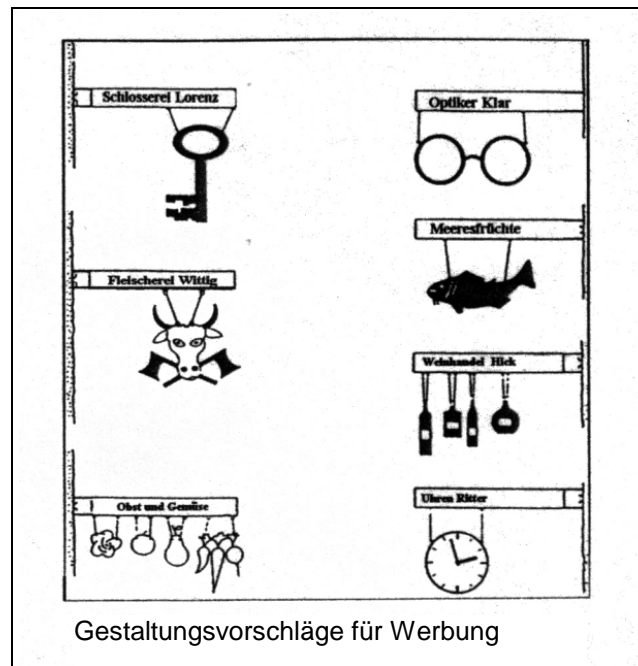 Schlosserei Lorenz
Optiker Klar
Meeresfrüchte
Fleischerei Wittig
Weinhandel Hick
Obst und Gemüse
Uhren Ritter
Gestaltungsvorschläge für Werbung